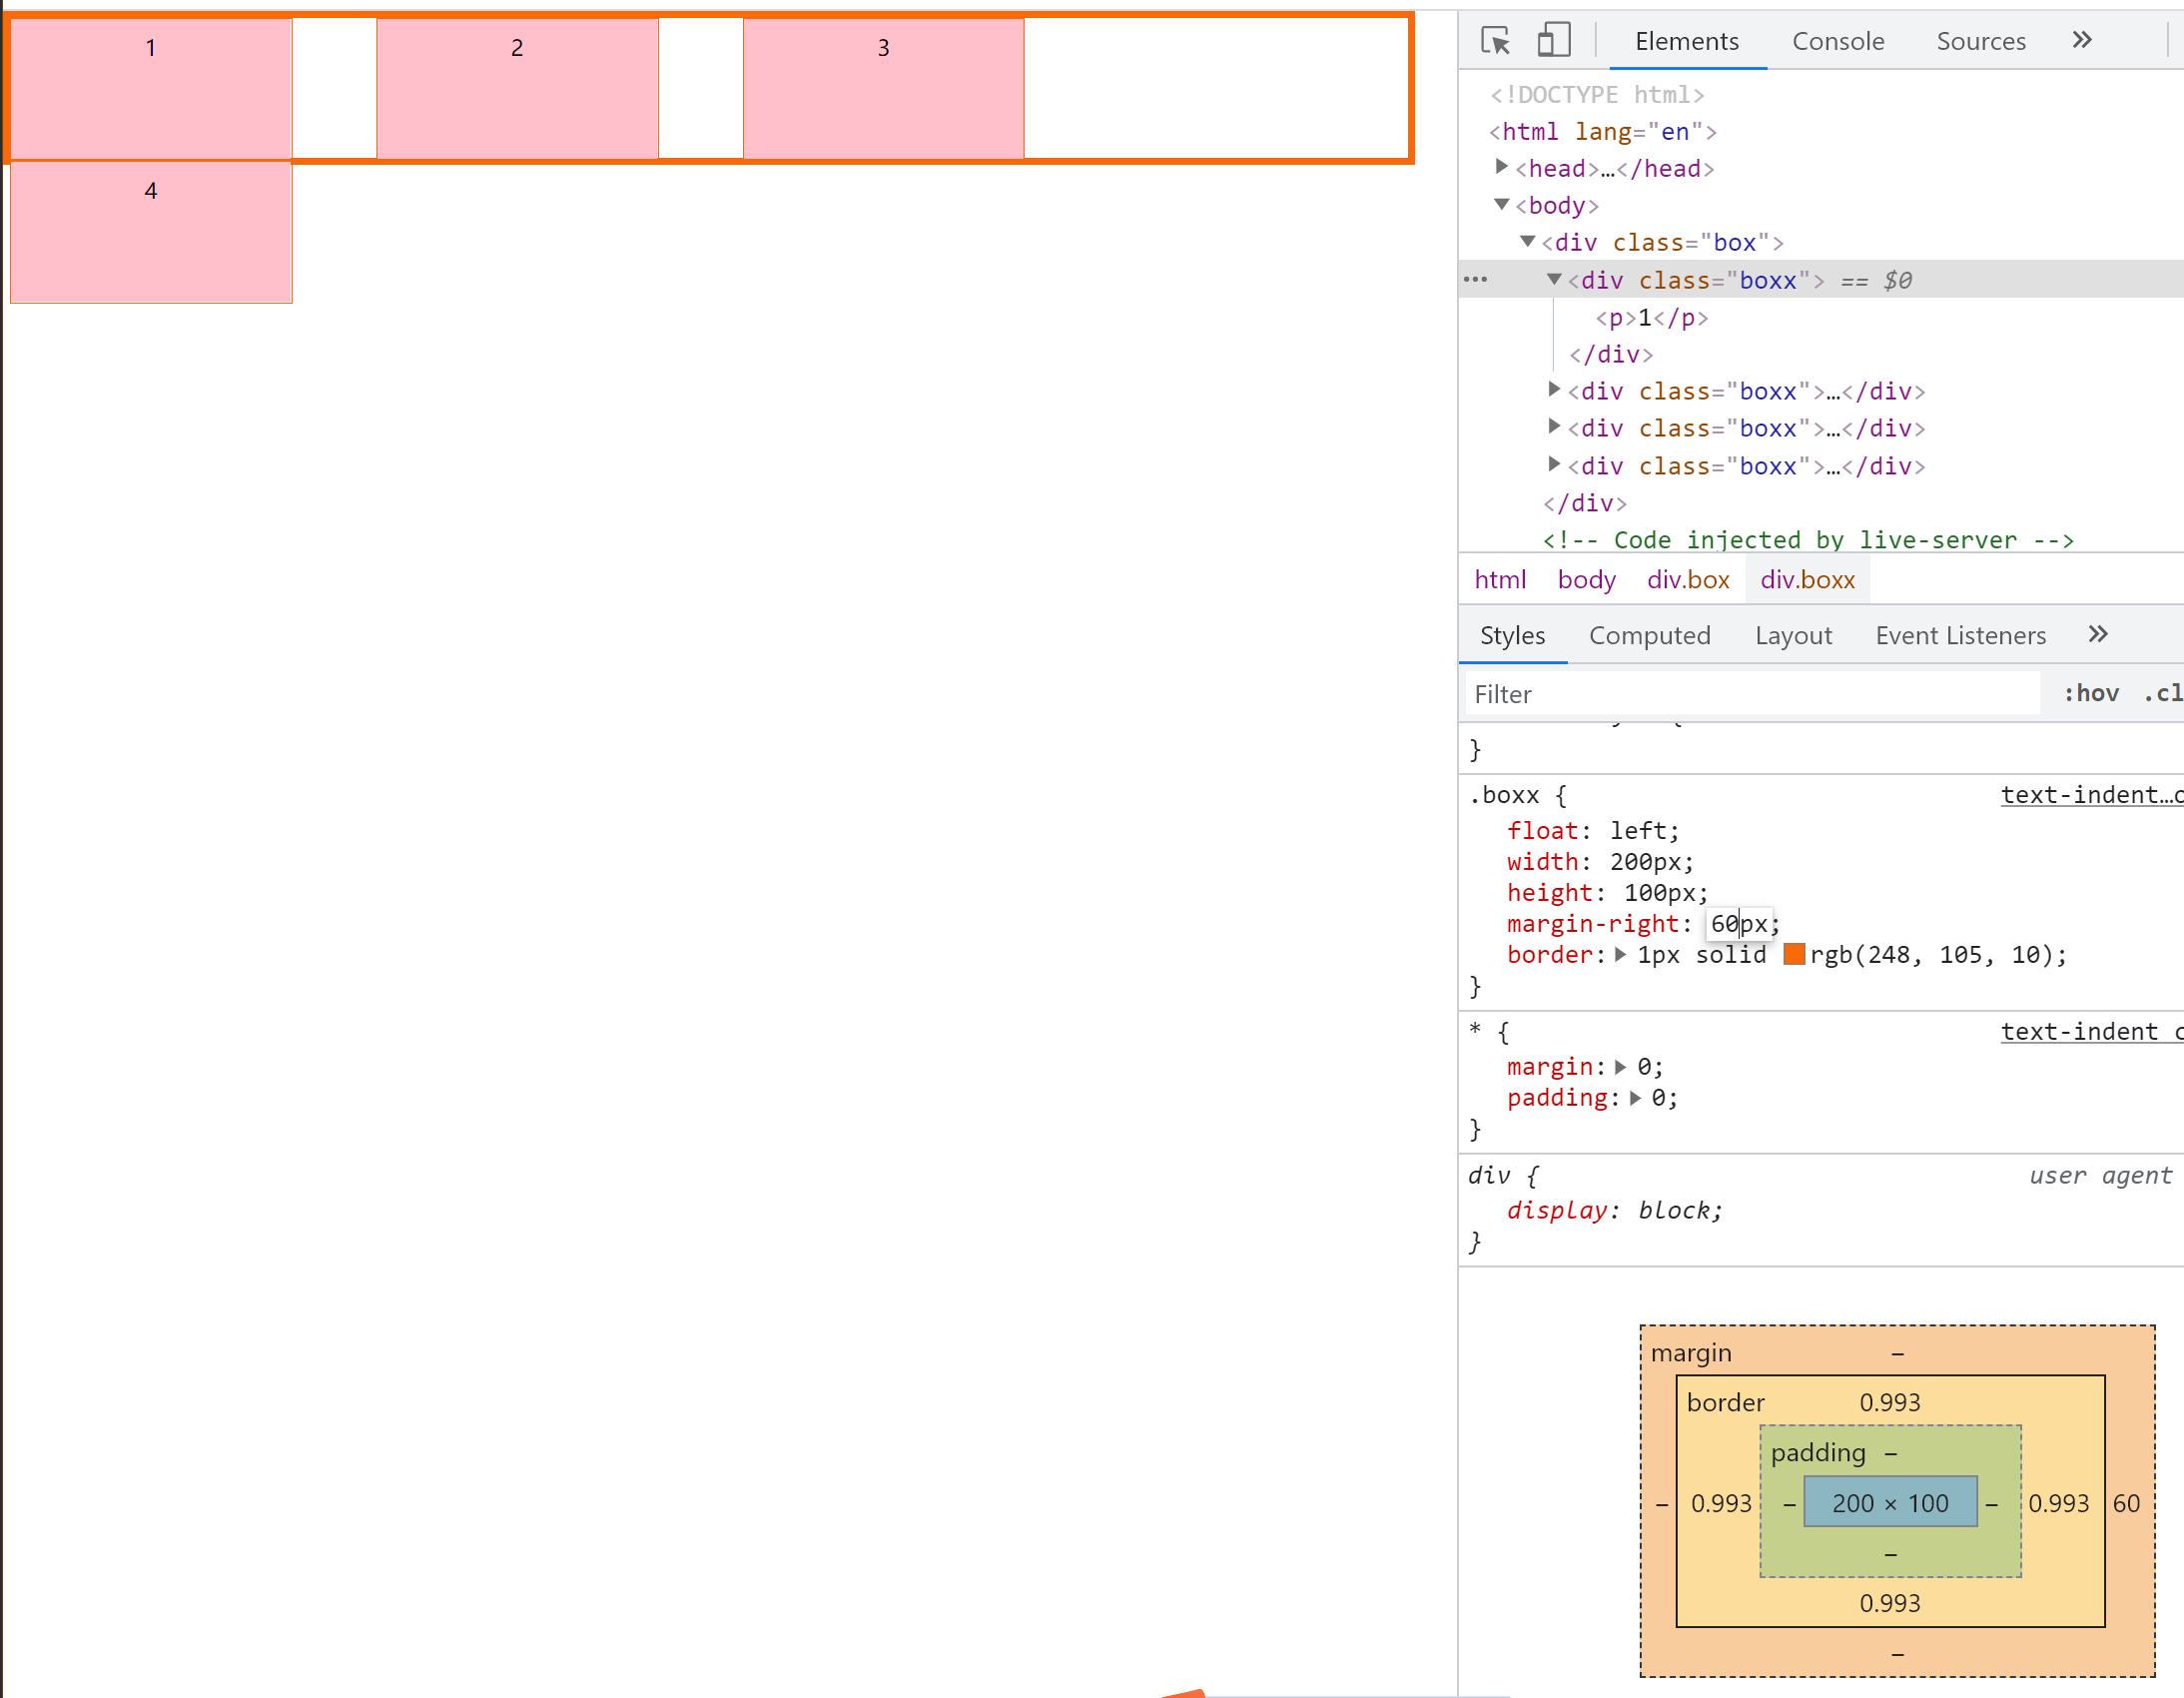 1
2
3
4
Elements Console Sources »
<!DOCTYPE html>
<html lang="en">
<head>…</head>
<body>
<div class="box">
<div class="boxx"> == $0
<p>1</p>
</div>
<div class="boxx">…</div>
<div class="boxx">…</div>
<div class="boxx">…</div>
</div>
<!-- Code injected by live-server -->
html body div.box div.boxx
Styles Computed Layout Event Listeners »
Filter :hov .cl
}
.boxx { text-indent…c
float: left;
width: 200px;
height: 100px;
margin-right: 60px;
border: 1px solid rgb(248, 105, 10);
}
* { text-indent c
margin: 0;
padding: 0;
}
div { user agent
display: block;
}
margin –
border 0.993
padding –
– 0.993 – 200 × 100 – 0.993 60
–
0.993
–